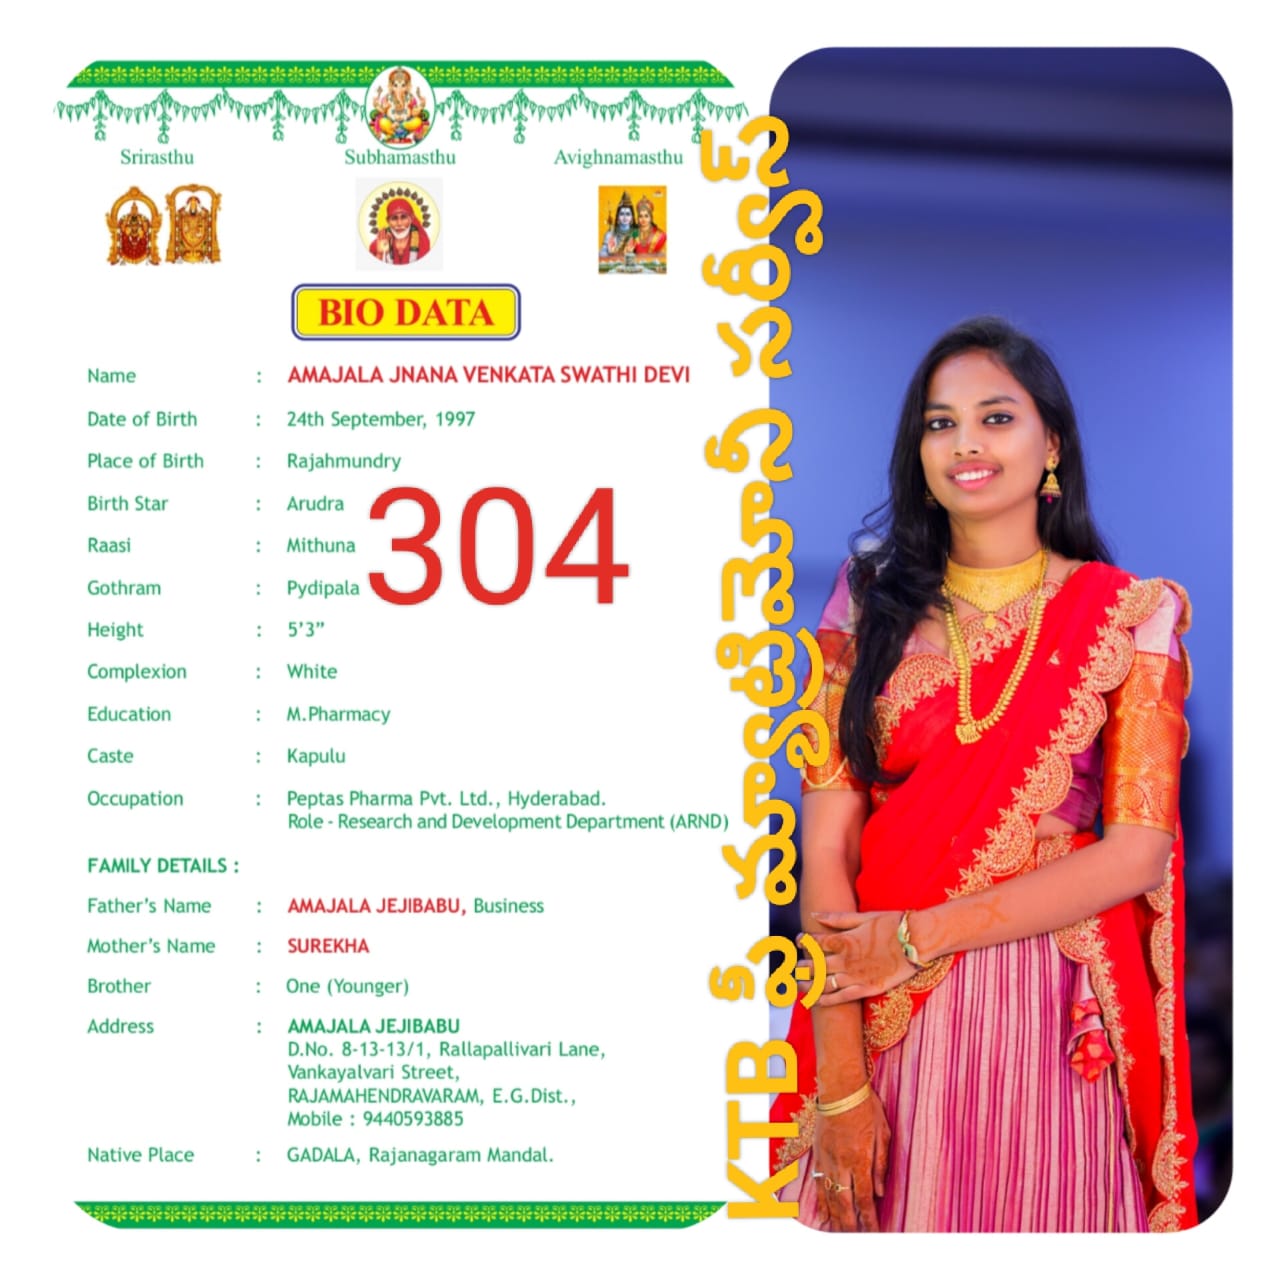 Srirasthu Subhamasthu Avighnamasthu
BIO DATA
Name : AMAJALA JNANA VENKATA SWATHI DEVI
Date of Birth : 24th September, 1997
Place of Birth : Rajahmundry
Birth Star : Arudra
Raasi : Mithuna
Gothram : Pydipala
304
Height : 5'3”
Complexion : White
Education : M.Pharmacy
Caste : Kapulu
Occupation : Peptas Pharma Pvt. Ltd., Hyderabad.
Role - Research and Development Department (ARND)
FAMILY DETAILS :
Father's Name : AMAJALA JEJIBABU, Business
Mother's Name : SUREKHA
Brother : One (Younger)
Address : AMAJALA JEJIBABU
D.No. 8-13-13/1, Rallapallivari Lane,
Vankayalvari Street,
RAJAMAHENDRAVARAM, E.G.Dist.,
Mobile : 9440593885
Native Place : GADALA, Rajanagaram Mandal.
KTB ఫ్రీ మ్యాట్రిమోనీ సర్వీస్